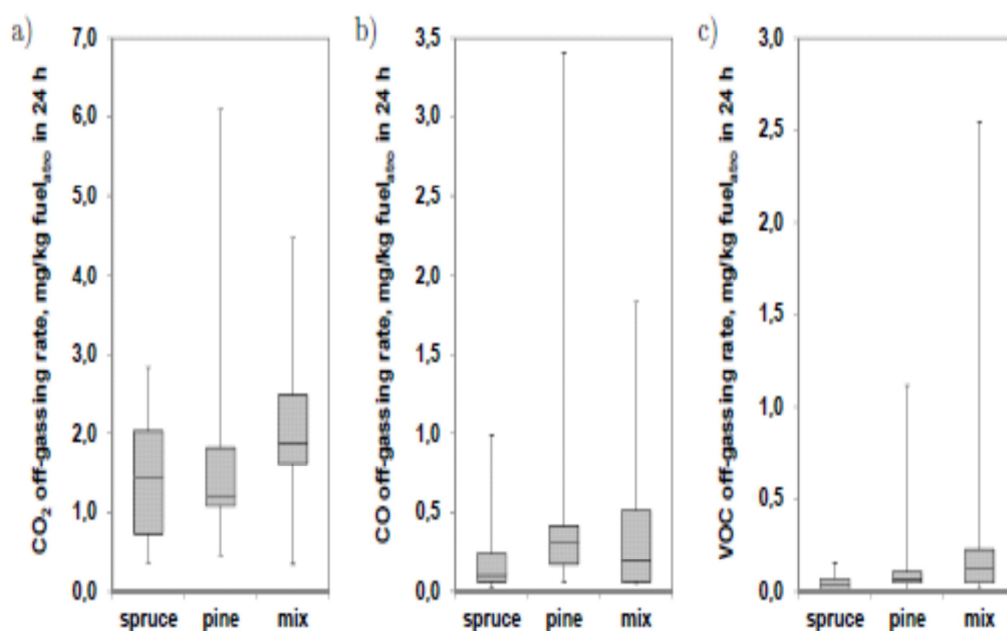 a)
CO₂ off-gassing rate, mg/kg fuel in 24 h
7,0
6,0
5,0
4,0
3,0
2,0
1,0
0,0
spruce pine mix
b)
CO off-gassing rate, mg/kg fuel in 24 h
3,5
3,0
2,5
2,0
1,5
1,0
0,5
0,0
spruce pine mix
c)
VOC off-gassing rate, mg/kg fuel in 24 h
3,0
2,5
2,0
1,5
1,0
0,5
0,0
spruce pine mix